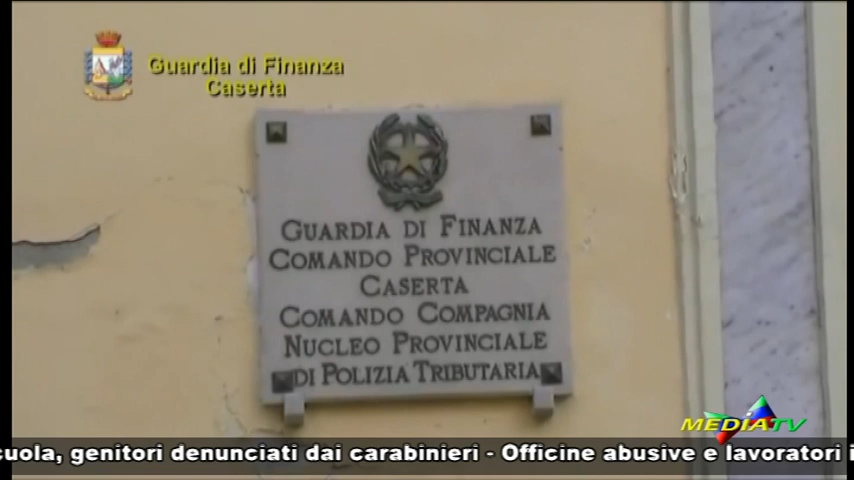 Guardia di Finanza
Caserta
GUARDIA DI FINANZA
COMANDO PROVINCIALE
CASERTA
COMANDO COMPAGNIA
NUCLEO PROVINCIALE
DI POLIZIA TRIBUTARIA
MEDIATV
cuola, genitori denunciati dai carabinieri - Officine abusive e lavoratori i